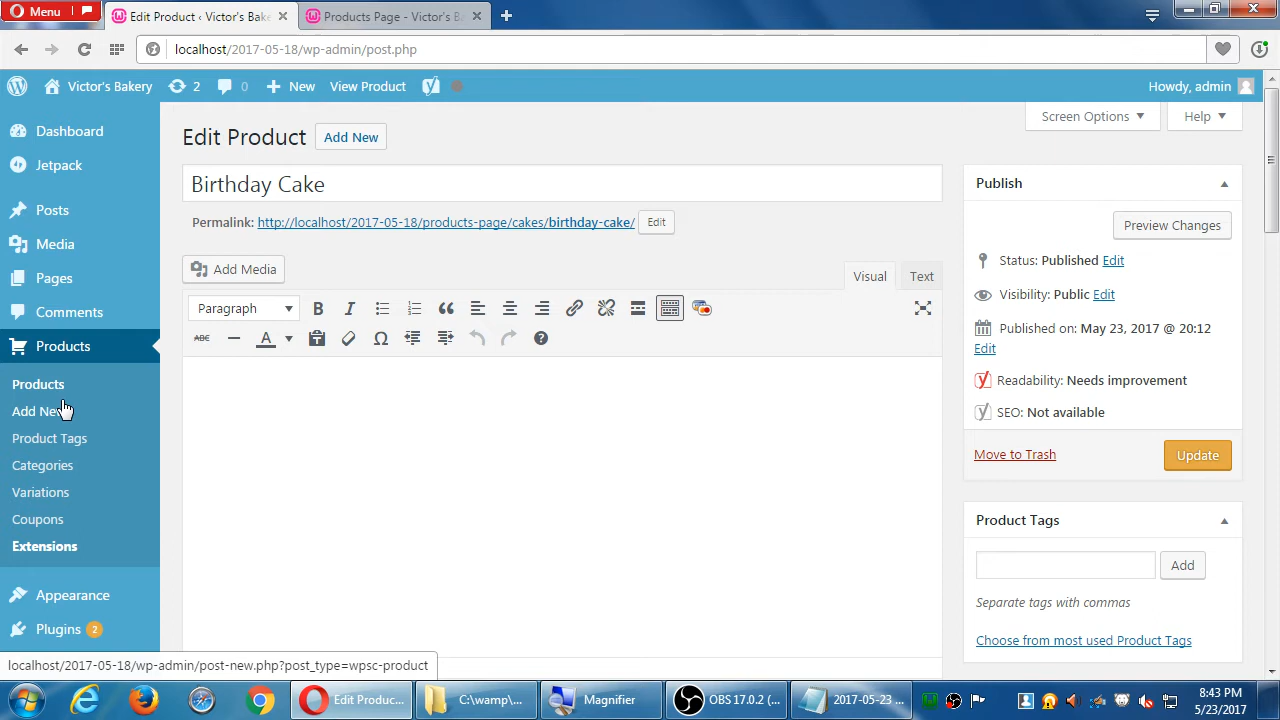 Menu
Edit Product ‹ Victor's Bake
Products Page - Victor's B
localhost/2017-05-18/wp-admin/post.php
Victor's Bakery
2
0
New
View Product
Howdy, admin
Dashboard
Jetpack
Posts
Media
Pages
Comments
Products
Products
Add New
Product Tags
Categories
Variations
Coupons
Extensions
Appearance
Plugins 2
Screen Options
Help
Edit Product
Add New
Birthday Cake
Permalink: http://localhost/2017-05-18/products-page/cakes/birthday-cake/ Edit
Add Media
Visual
Text
Paragraph
B I
ABC A
Publish
Preview Changes
Status: Published Edit
Visibility: Public Edit
Published on: May 23, 2017 @ 20:12
Edit
Readability: Needs improvement
SEO: Not available
Move to Trash
Update
Product Tags
Add
Separate tags with commas
Choose from most used Product Tags
localhost/2017-05-18/wp-admin/post-new.php?post_type=wpsc-product
Edit Produc...
C:\wamp\...
Magnifier
OBS 17.0.2 (...
2017-05-23 ...
8:43 PM
5/23/2017